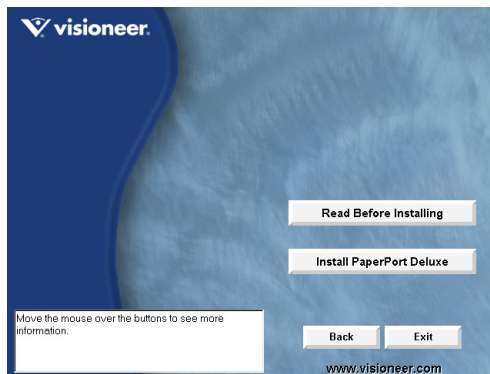 visioneer.
Read Before Installing
Install PaperPort Deluxe
Move the mouse over the buttons to see more
information.
Back
Exit
www.visioneer.com